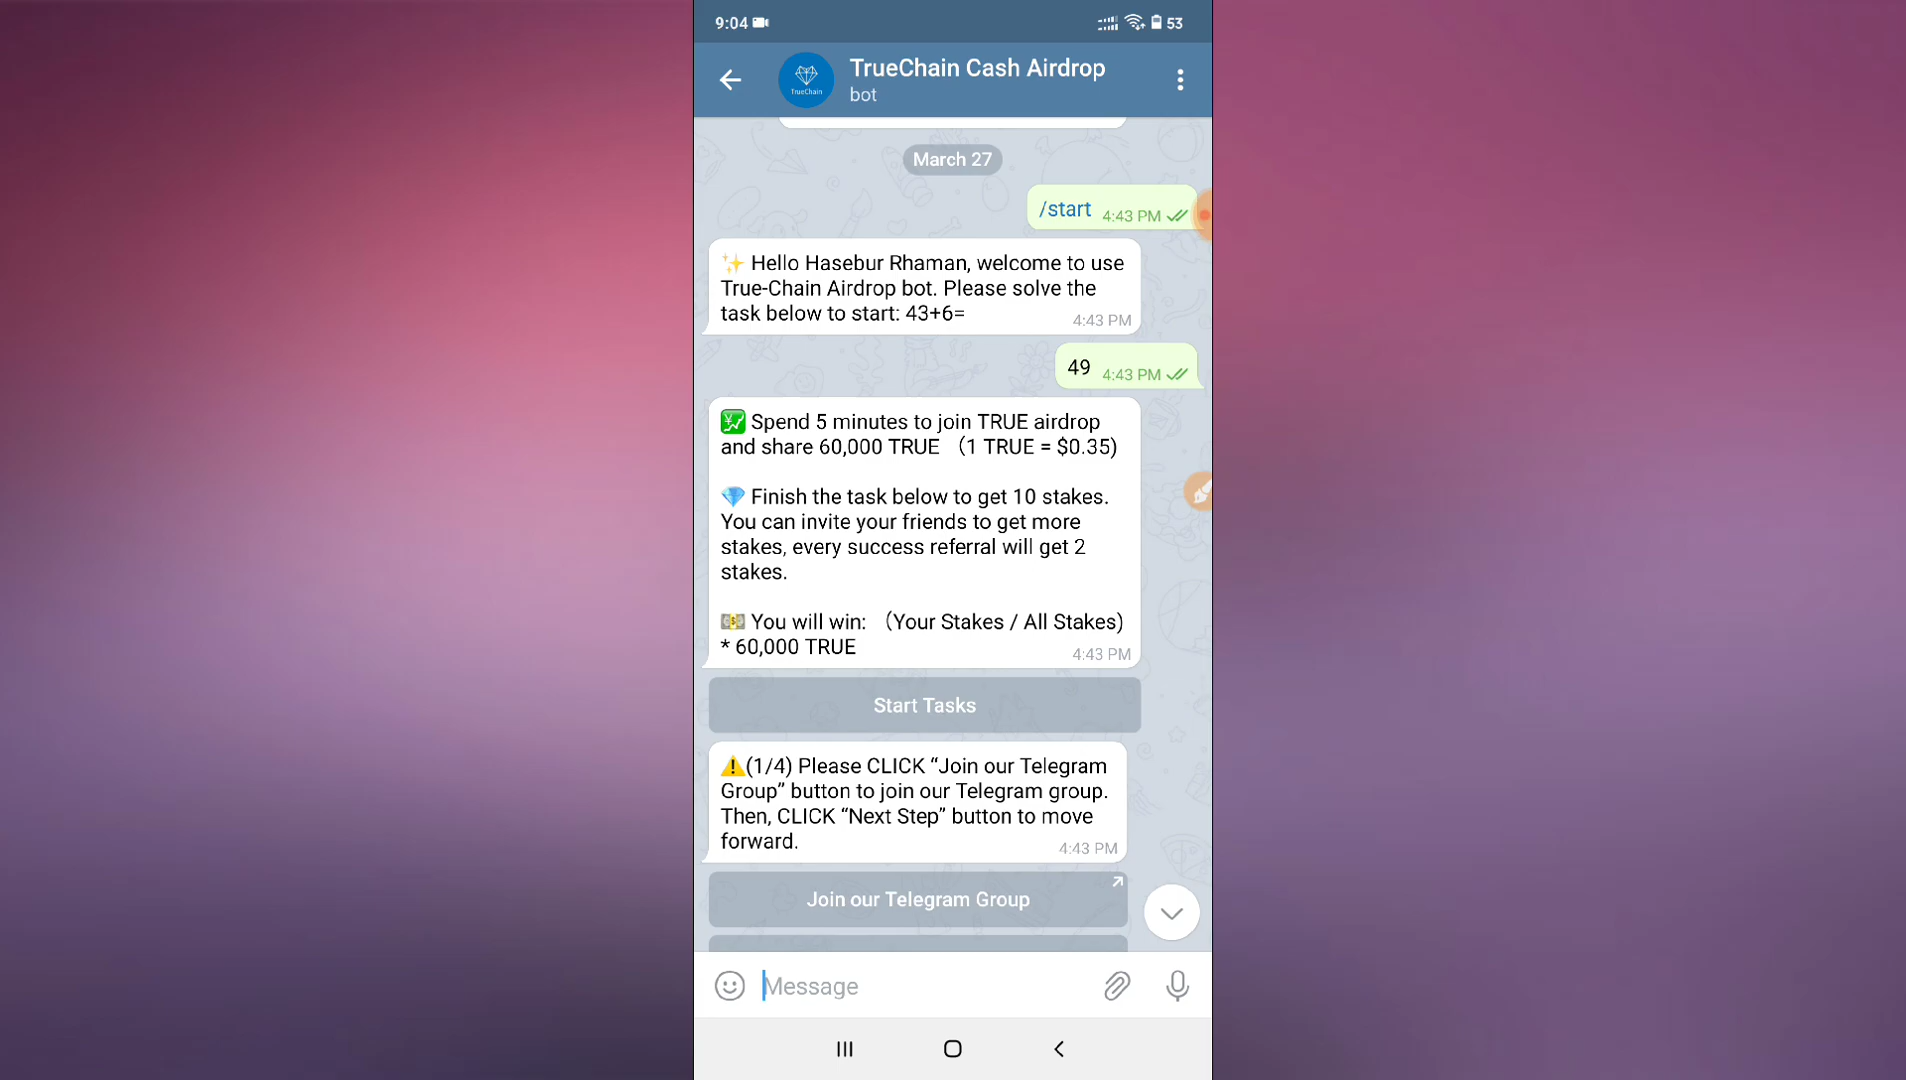 9:04
53
TrueChain Cash Airdrop
TrueChain
bot
March 27
/start 4:43 PM
✨ Hello Hasebur Rhaman, welcome to use
True-Chain Airdrop bot. Please solve the
task below to start: 43+6=
4:43 PM
49 4:43 PM
💹 Spend 5 minutes to join TRUE airdrop
and share 60,000 TRUE （1 TRUE = $0.35)
💎 Finish the task below to get 10 stakes.
You can invite your friends to get more
stakes, every success referral will get 2
stakes.
💵 You will win: （Your Stakes / All Stakes)
* 60,000 TRUE
4:43 PM
Start Tasks
⚠️(1/4) Please CLICK “Join our Telegram
Group” button to join our Telegram group.
Then, CLICK “Next Step” button to move
forward.
4:43 PM
Join our Telegram Group
Message